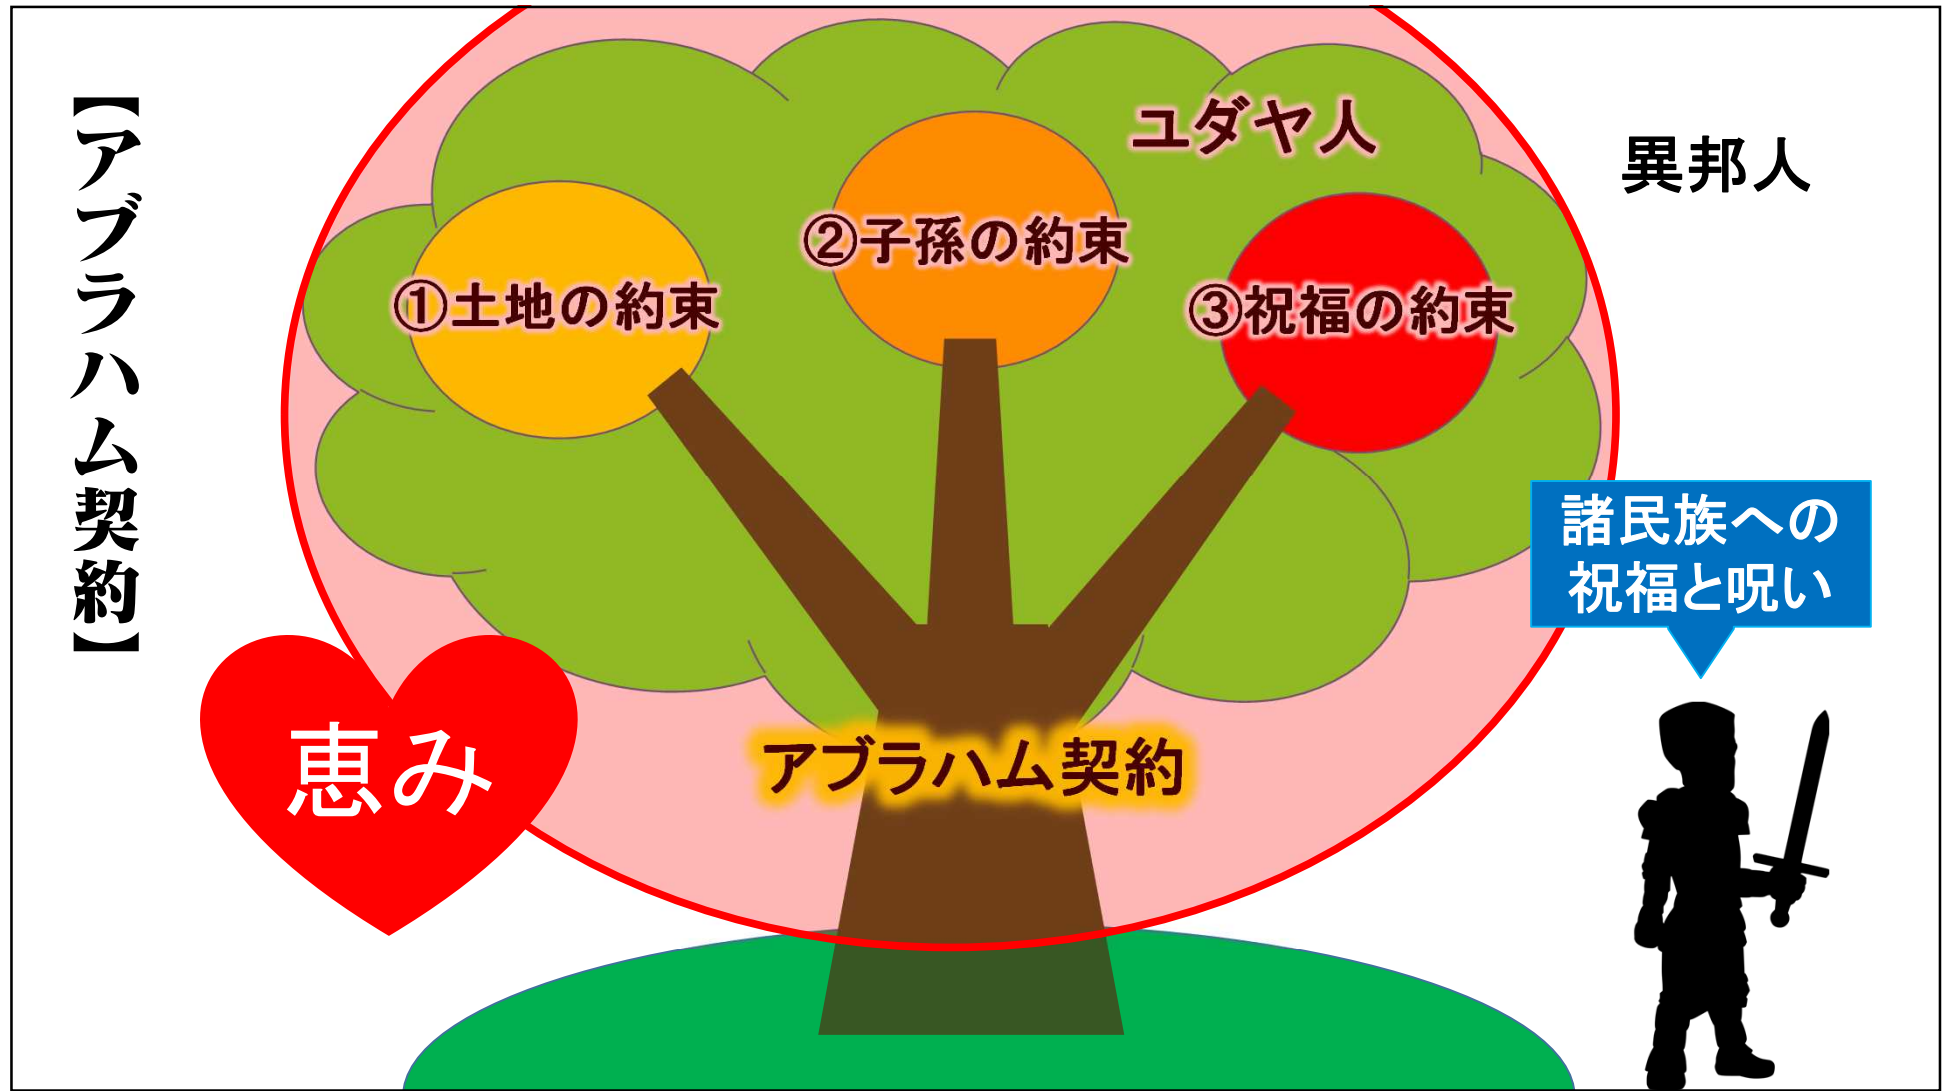 【アブラハム契約】
ユダヤ人
異邦人
①土地の約束
②子孫の約束
③祝福の約束
諸民族への
祝福と呪い
恵み
アブラハム契約